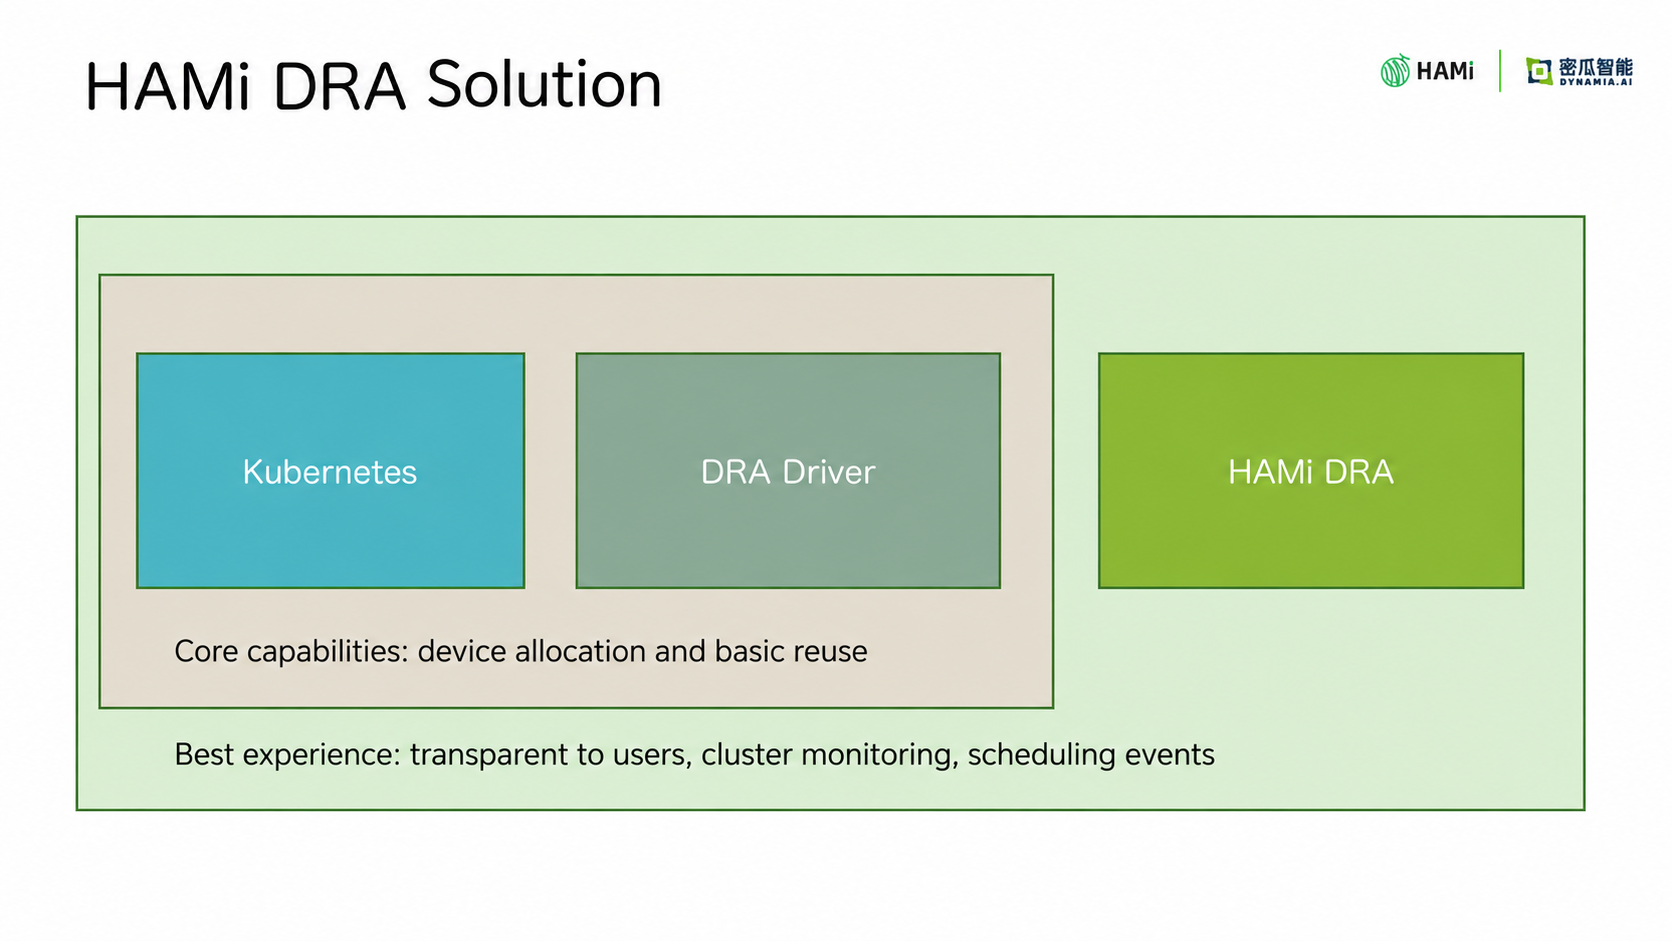 HAMi DRA Solution
HAMi
密瓜智能
DYNAMIA.AI
Kubernetes
DRA Driver
HAMi DRA
Core capabilities: device allocation and basic reuse
Best experience: transparent to users, cluster monitoring, scheduling events